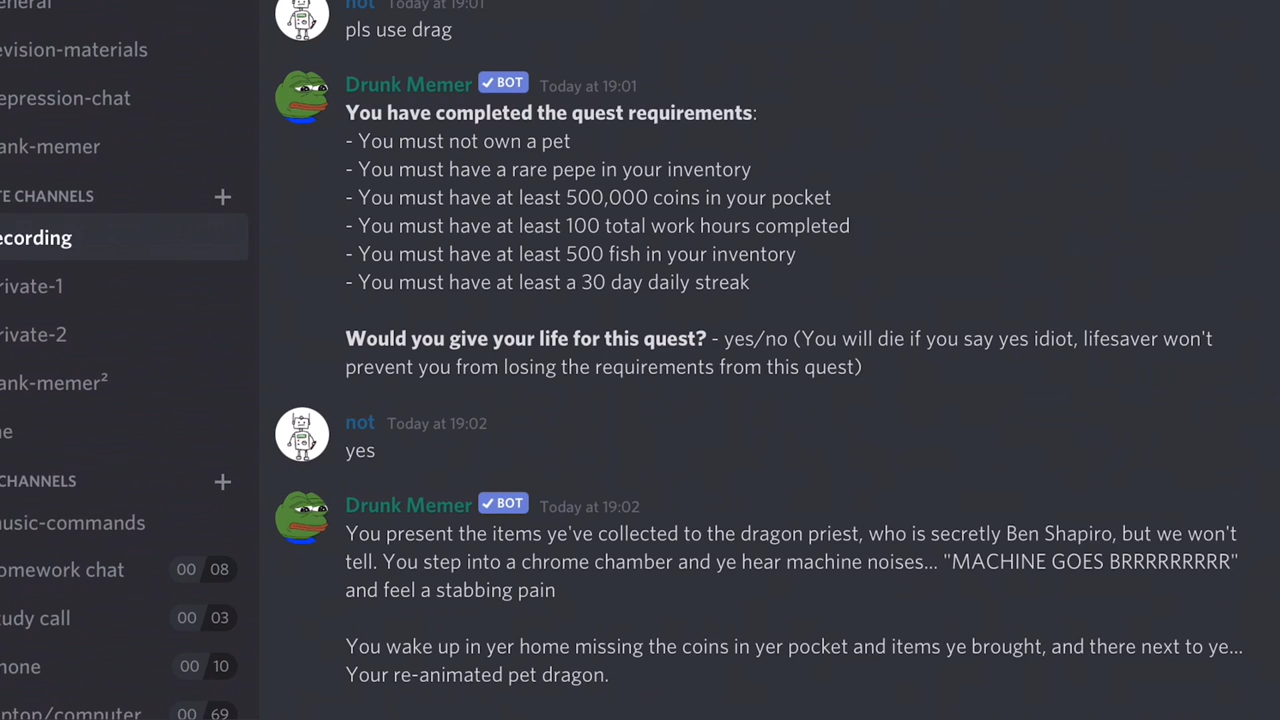 eneral
evision-materials
epression-chat
ank-memer
TE CHANNELS
ecording
rivate-1
rivate-2
ank-memer²
ne
CHANNELS
nusic-commands
omework chat 00 08
tudy call 00 03
hone 00 10
ptop/computer 00 69
not Today at 19:01
pls use drag
Drunk Memer ✓ BOT Today at 19:01
You have completed the quest requirements:
- You must not own a pet
- You must have a rare pepe in your inventory
- You must have at least 500,000 coins in your pocket
- You must have at least 100 total work hours completed
- You must have at least 500 fish in your inventory
- You must have at least a 30 day daily streak
Would you give your life for this quest? - yes/no (You will die if you say yes idiot, lifesaver won't
prevent you from losing the requirements from this quest)
not Today at 19:02
yes
Drunk Memer ✓ BOT Today at 19:02
You present the items ye've collected to the dragon priest, who is secretly Ben Shapiro, but we won't
tell. You step into a chrome chamber and ye hear machine noises... "MACHINE GOES BRRRRRRRRR"
and feel a stabbing pain
You wake up in yer home missing the coins in yer pocket and items ye brought, and there next to ye...
Your re-animated pet dragon.